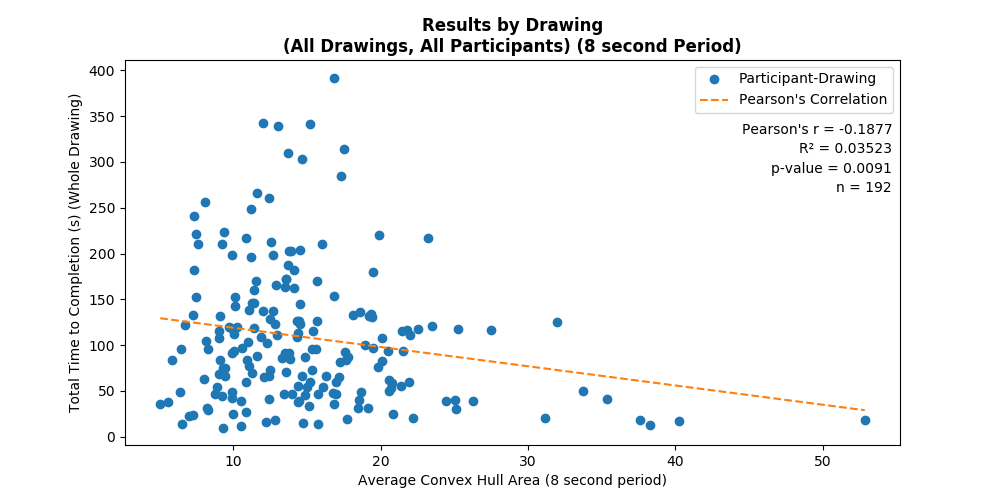 Results by Drawing
(All Drawings, All Participants) (8 second Period)
Participant-Drawing
Pearson's Correlation
Pearson's r = -0.1877
R² = 0.03523
p-value = 0.0091
n = 192
Total Time to Completion (s) (Whole Drawing)
400
350
300
250
200
150
100
50
0
10
20
30
40
50
Average Convex Hull Area (8 second period)